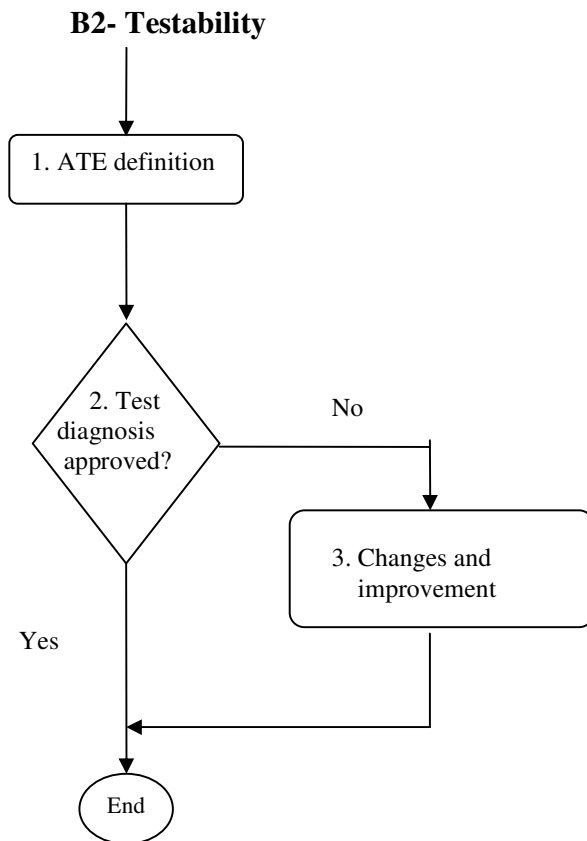 B2- Testability
1. ATE definition
2. Test
diagnosis
approved?
No
3. Changes and
improvement
Yes
End